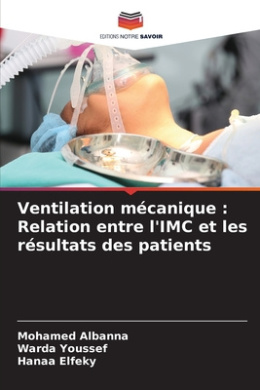 EDITIONS NOTRE SAVOIR
Ventilation mécanique :
Relation entre l'IMC et les
résultats des patients
Mohamed Albanna
Warda Youssef
Hanaa Elfeky